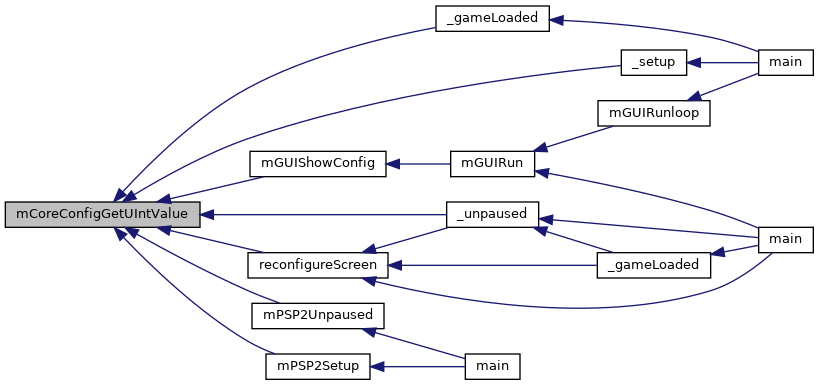 _gameLoaded
_setup
main
mGUIRunloop
mGUIShowConfig
mGUIRun
mCoreConfigGetUIntValue
_unpaused
main
reconfigureScreen
_gameLoaded
mPSP2Unpaused
mPSP2Setup
main